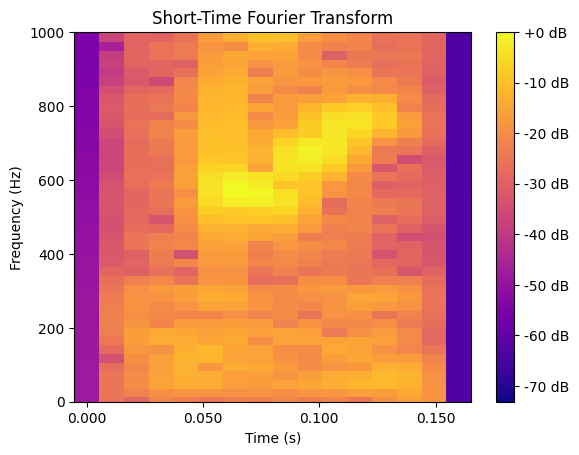 Short-Time Fourier Transform
1000
800
600
400
200
0
Frequency (Hz)
0.000
0.050
0.100
0.150
Time (s)
+0 dB
-10 dB
-20 dB
-30 dB
-40 dB
-50 dB
-60 dB
-70 dB